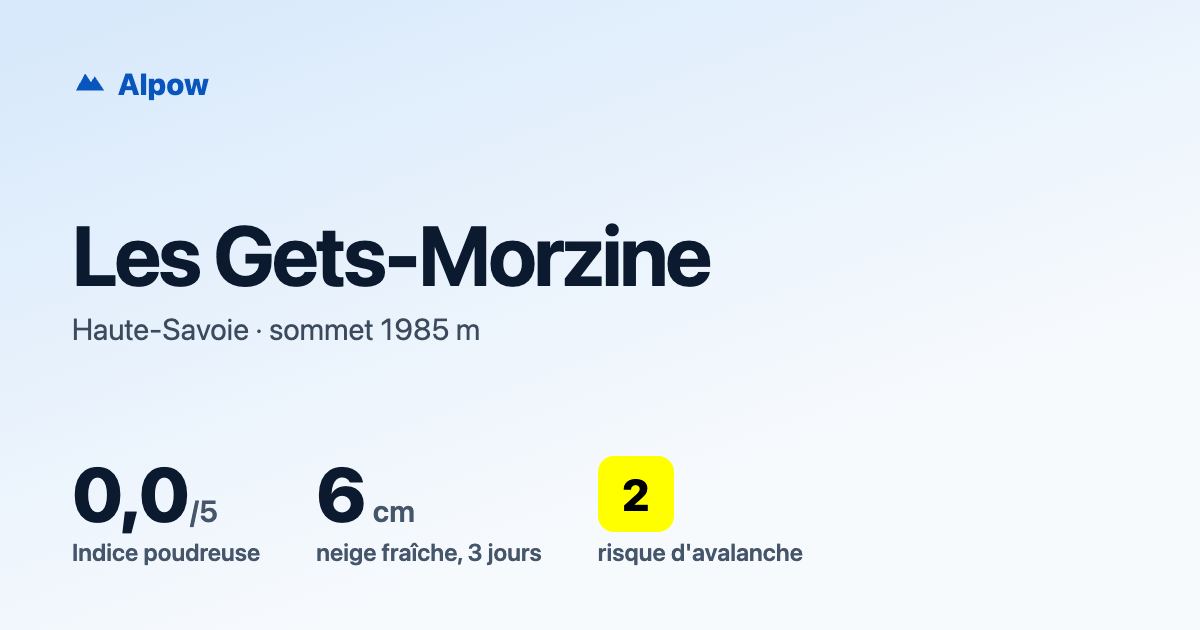 Alpow
Les Gets-Morzine
Haute-Savoie · sommet 1985 m
0,0/5
Indice poudreuse
6 cm
neige fraîche, 3 jours
2
risque d'avalanche